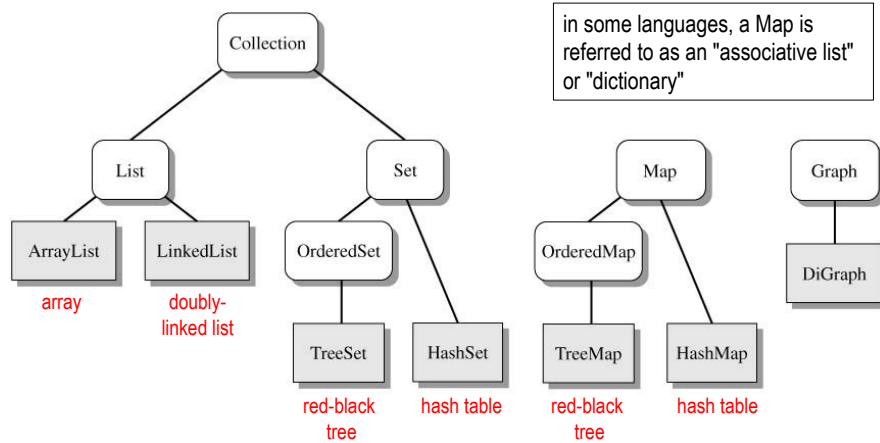 in some languages, a Map is
referred to as an "associative list"
or "dictionary"
Collection
List
Set
Map
Graph
ArrayList
LinkedList
OrderedSet
OrderedMap
DiGraph
array
doubly-
linked list
TreeSet
HashSet
TreeMap
HashMap
red-black
tree
hash table
red-black
tree
hash table